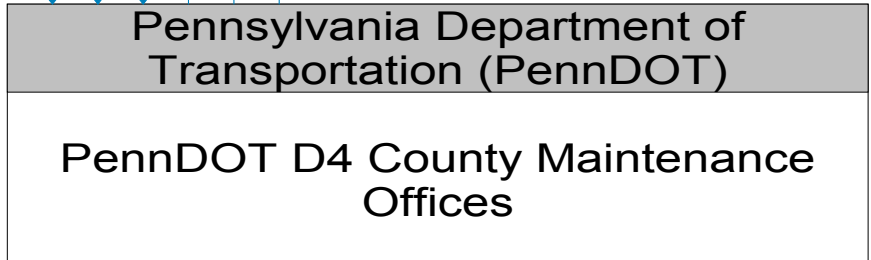 Pennsylvania Department of
Transportation (PennDOT)
PennDOT D4 County Maintenance
Offices